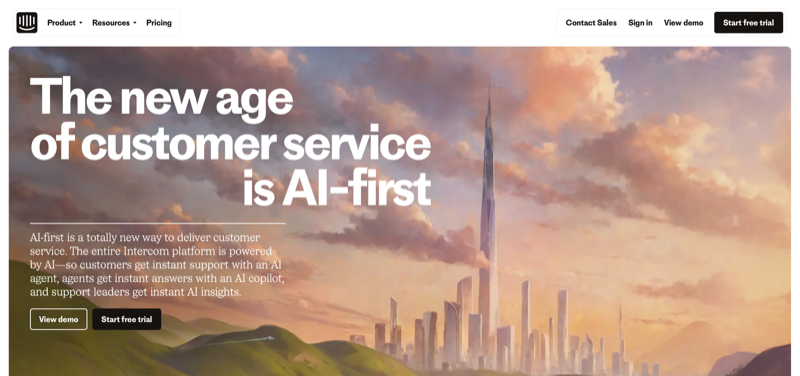 Product
Resources
Pricing
Contact Sales
Sign in
View demo
Start free trial
The new age
of customer service
is AI-first
AI-first is a totally new way to deliver customer
service. The entire Intercom platform is powered
by AI—so customers get instant support with an AI
agent, agents get instant answers with an AI copilot,
and support leaders get instant AI insights.
View demo
Start free trial